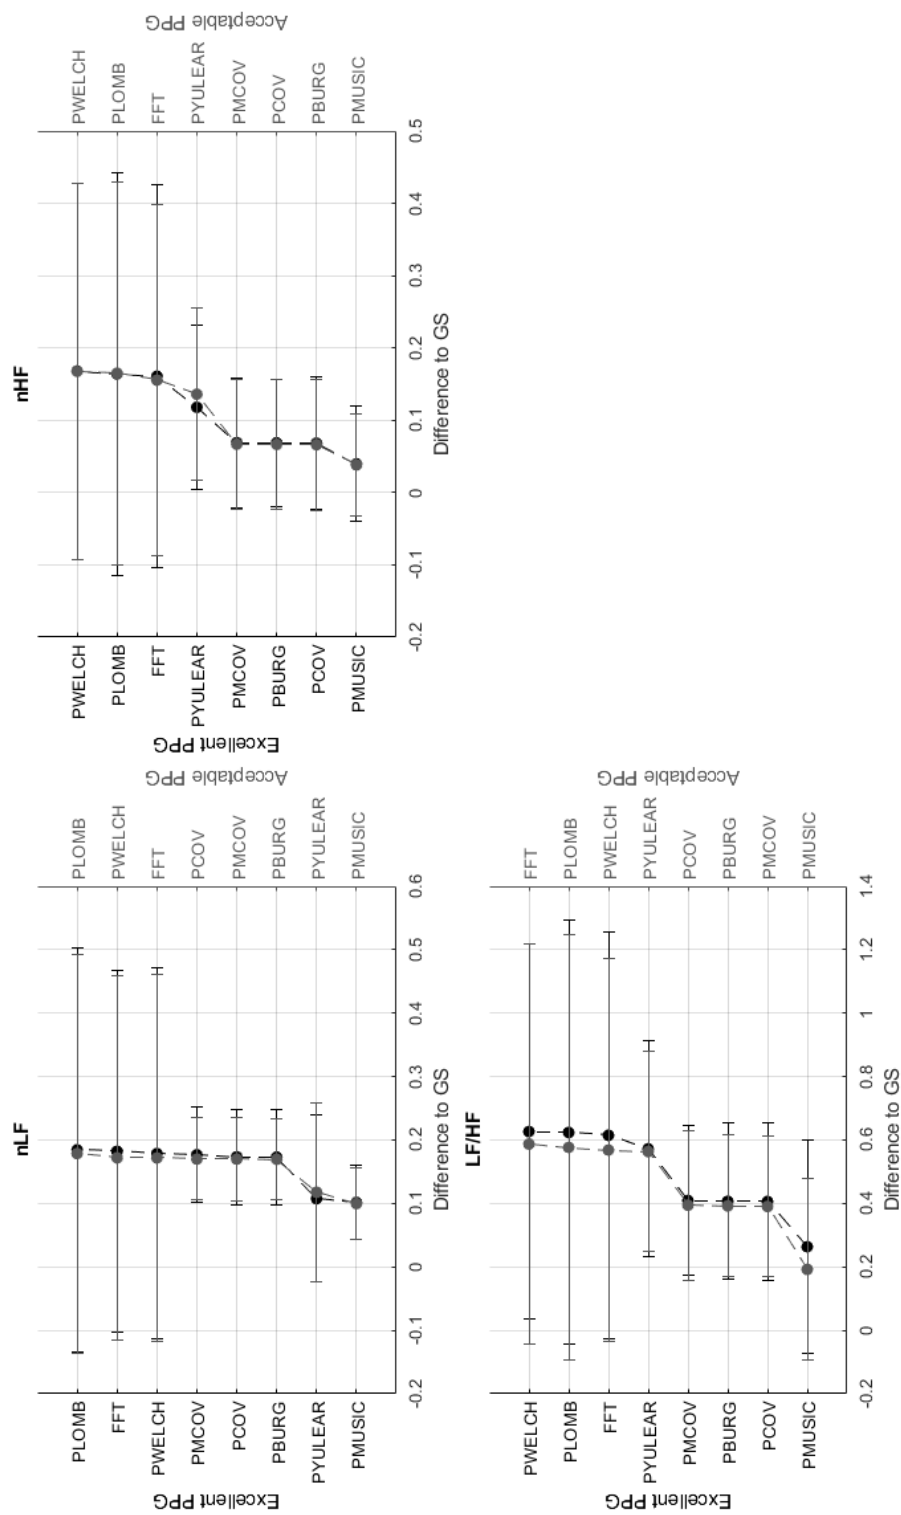 nLF
Excellent PPG
PLOMB
FFT
PWELCH
PMCOV
PCOV
PBURG
PYULEAR
PMUSIC
-0.2
-0.1
0
0.1
0.2
0.3
0.4
0.5
0.6
Difference to GS
PLOMB
PWELCH
FFT
PCOV
PMCOV
PBURG
PYULEAR
PMUSIC
Acceptable PPG
nHF
Excellent PPG
PWELCH
PLOMB
FFT
PYULEAR
PMCOV
PBURG
PCOV
PMUSIC
-0.2
-0.1
0
0.1
0.2
0.3
0.4
0.5
Difference to GS
PWELCH
PLOMB
FFT
PYULEAR
PMCOV
PCOV
PBURG
PMUSIC
Acceptable PPG
LF/HF
Excellent PPG
PWELCH
PLOMB
FFT
PYULEAR
PMCOV
PBURG
PCOV
PMUSIC
-0.2
0
0.2
0.4
0.6
0.8
1
1.2
1.4
Difference to GS
FFT
PLOMB
PWELCH
PYULEAR
PCOV
PBURG
PMCOV
PMUSIC
Acceptable PPG